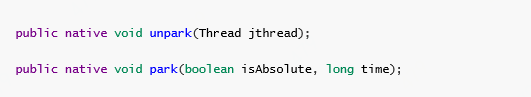 public native void unpark(Thread jthread);
public native void park(boolean isAbsolute, long time);